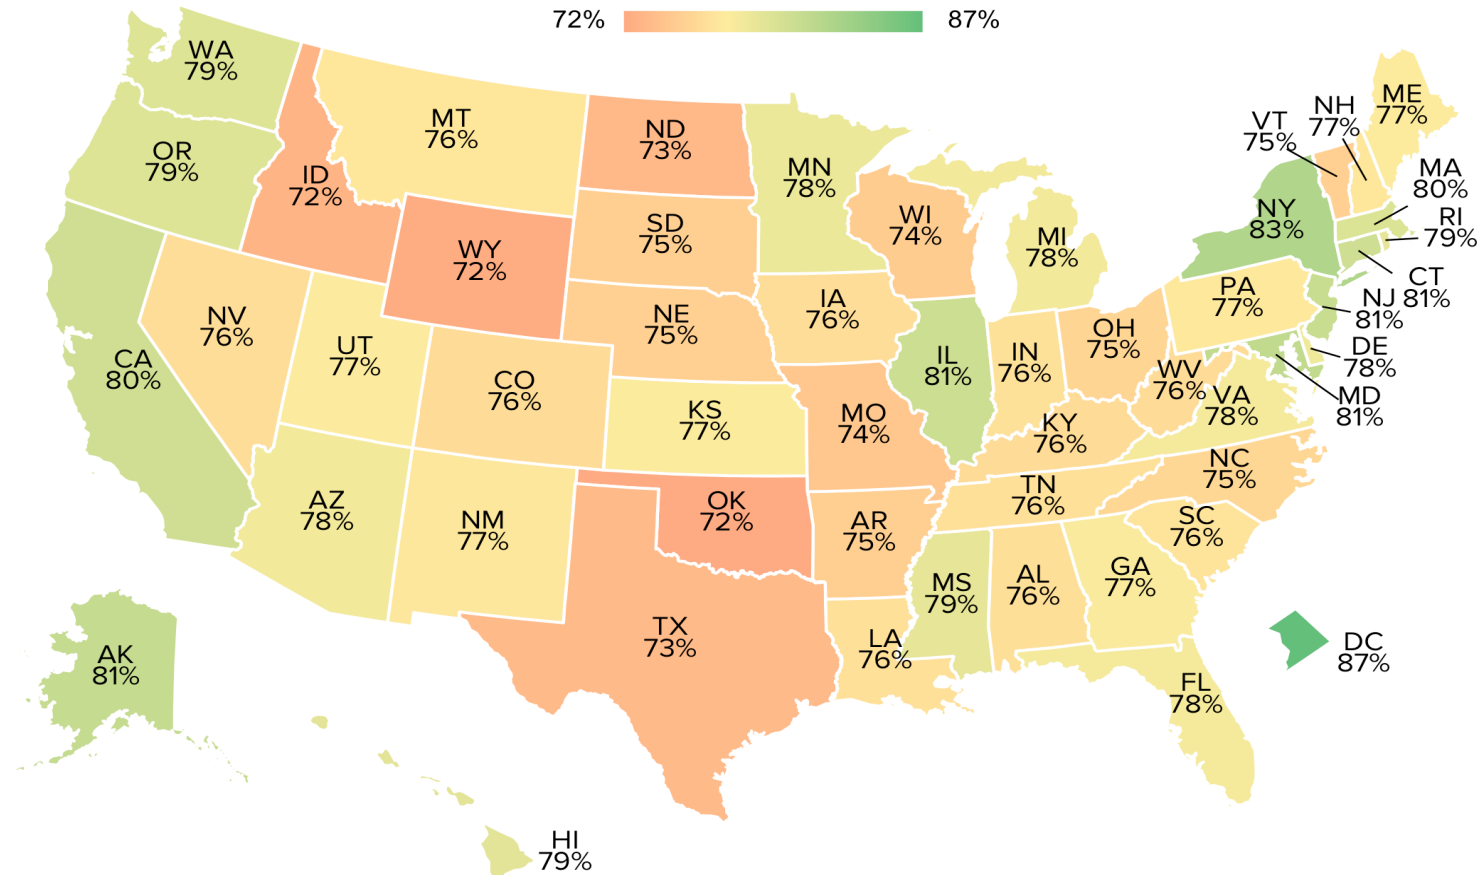 72% 87%
WA
79%
OR
79%
CA
80%
ID
72%
NV
76%
MT
76%
WY
72%
UT
77%
CO
76%
AZ
78%
NM
77%
ND
73%
SD
75%
NE
75%
KS
77%
OK
72%
TX
73%
MN
78%
IA
76%
MO
74%
AR
75%
LA
76%
WI
74%
IL
81%
MS
79%
MI
78%
IN
76%
OH
75%
KY
76%
TN
76%
AL
76%
GA
77%
FL
78%
SC
76%
NC
75%
WV
76%
VA
78%
PA
77%
NY
83%
VT
75%
NH
77%
ME
77%
MA
80%
RI
79%
CT
81%
NJ
81%
DE
78%
MD
81%
DC
87%
AK
81%
HI
79%